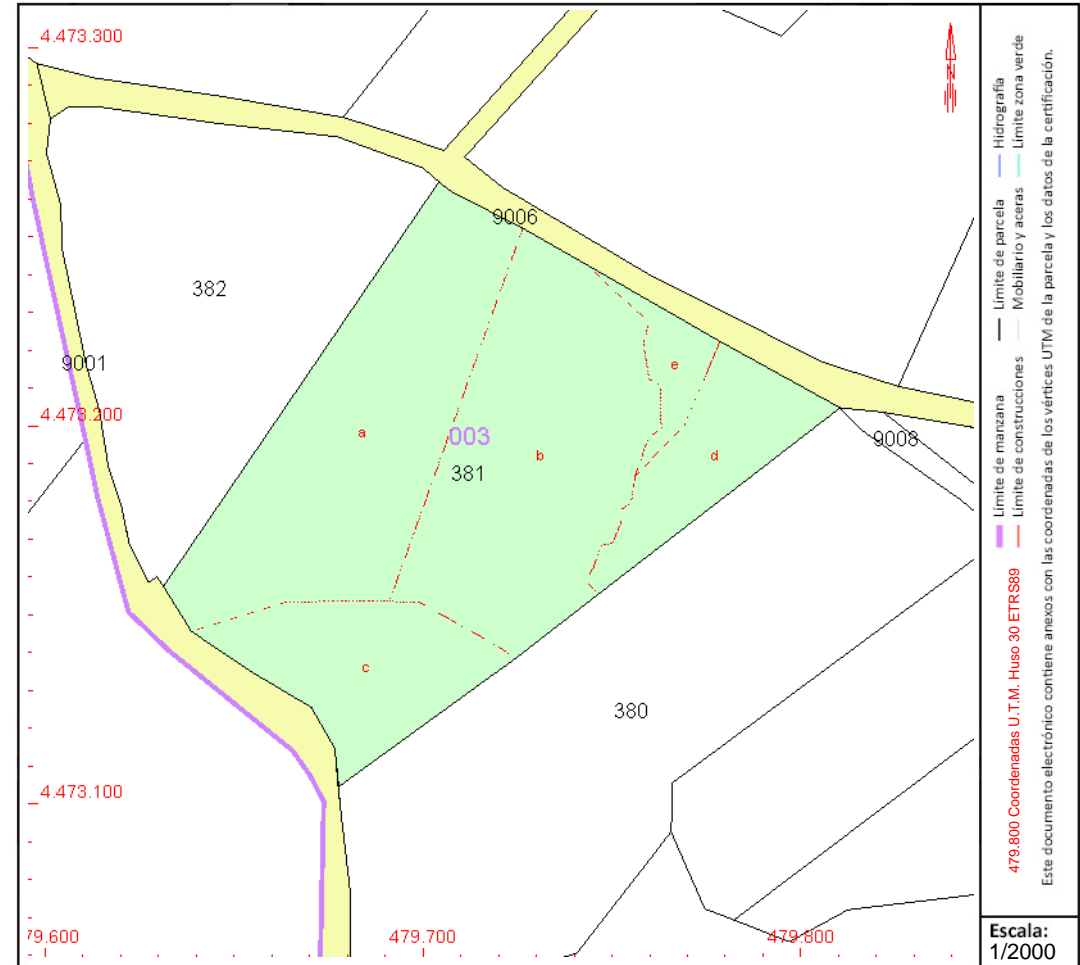 4.473.300
N
9006
382
9001
e
4.473.200
a
003
b
d
9008
381
c
380
4.473.100
79.600
479.700
479.800
Límite de manzana
Límite de parcela
Hidrografía
Límite de construcciones
Mobiliario y aceras
Límite zona verde
479.800 Coordenadas U.T.M. Huso 30 ETRS89
Este documento electrónico contiene anexos con las coordenadas de los vértices UTM de la parcela y los datos de la certificación.
Escala:
1/2000